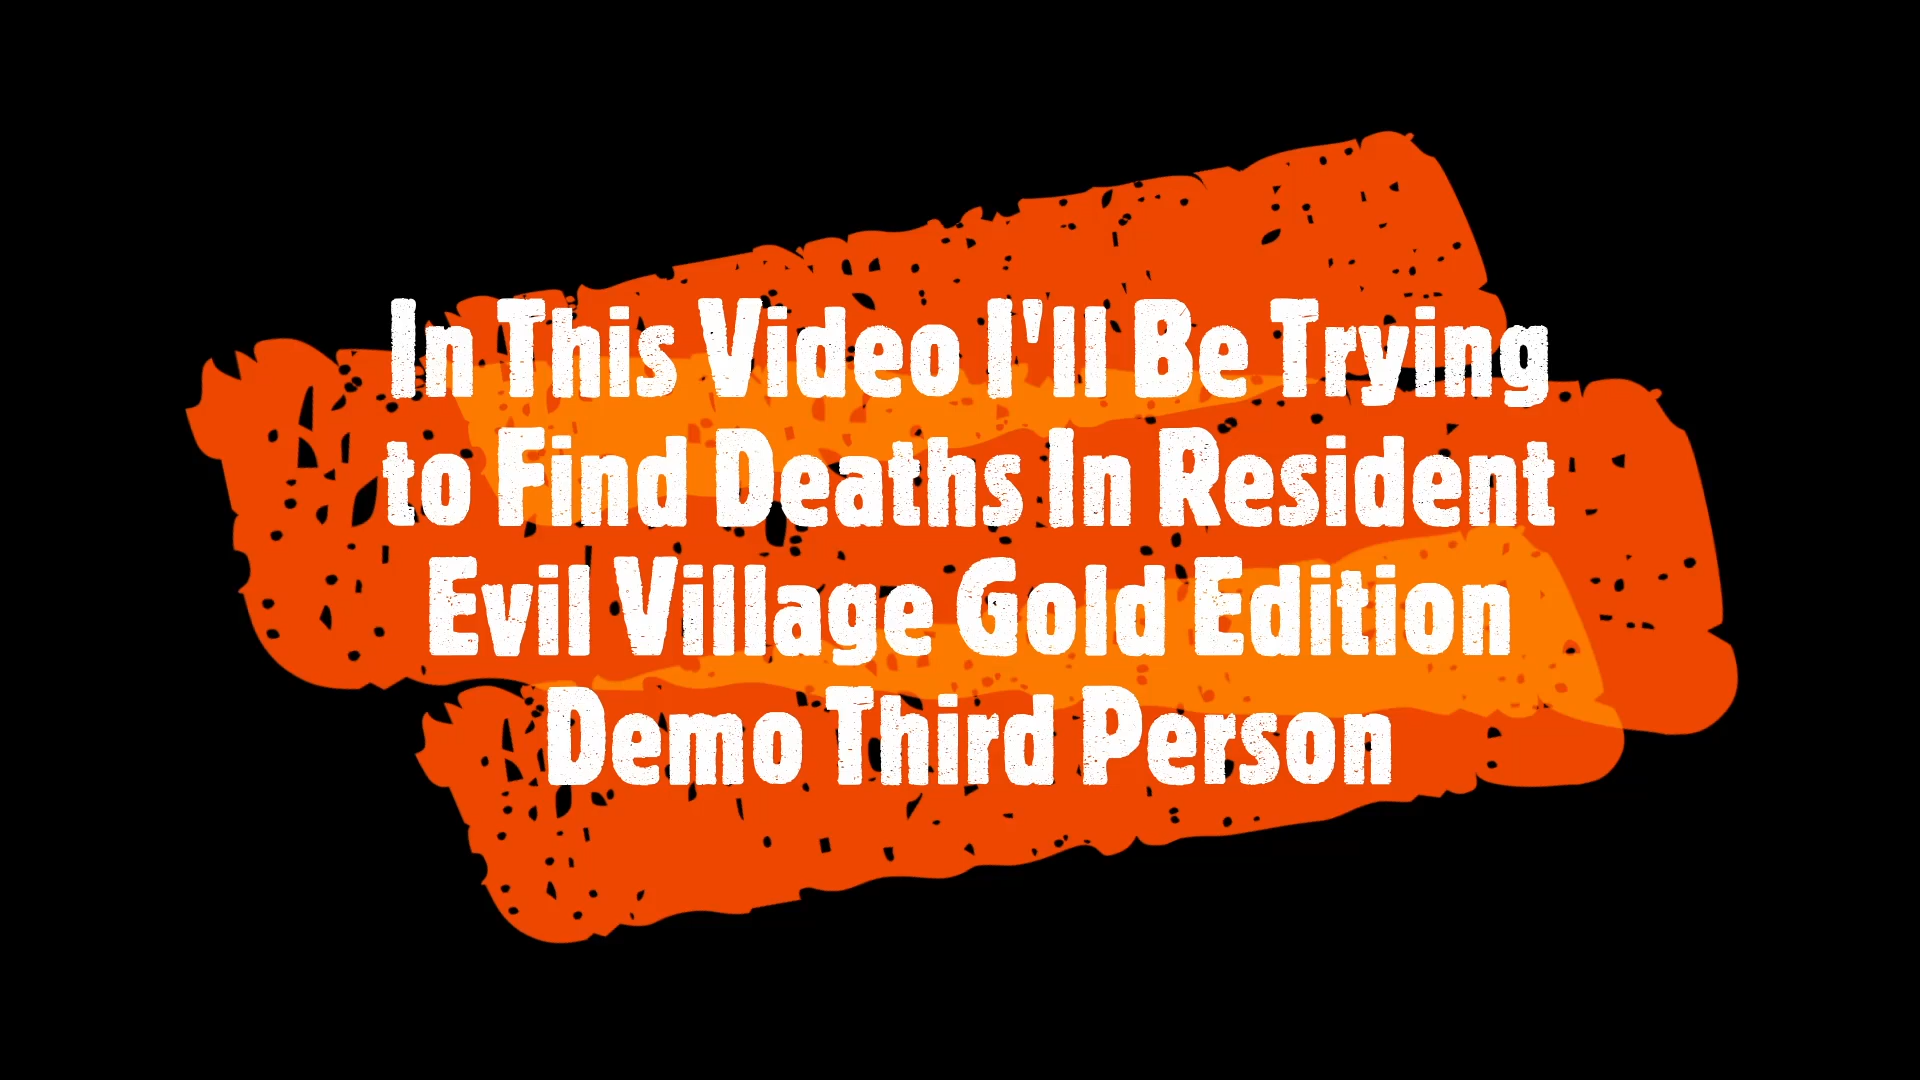 In This Video I'll Be Trying
to Find Deaths In Resident
Evil Village Gold Edition
Demo Third Person